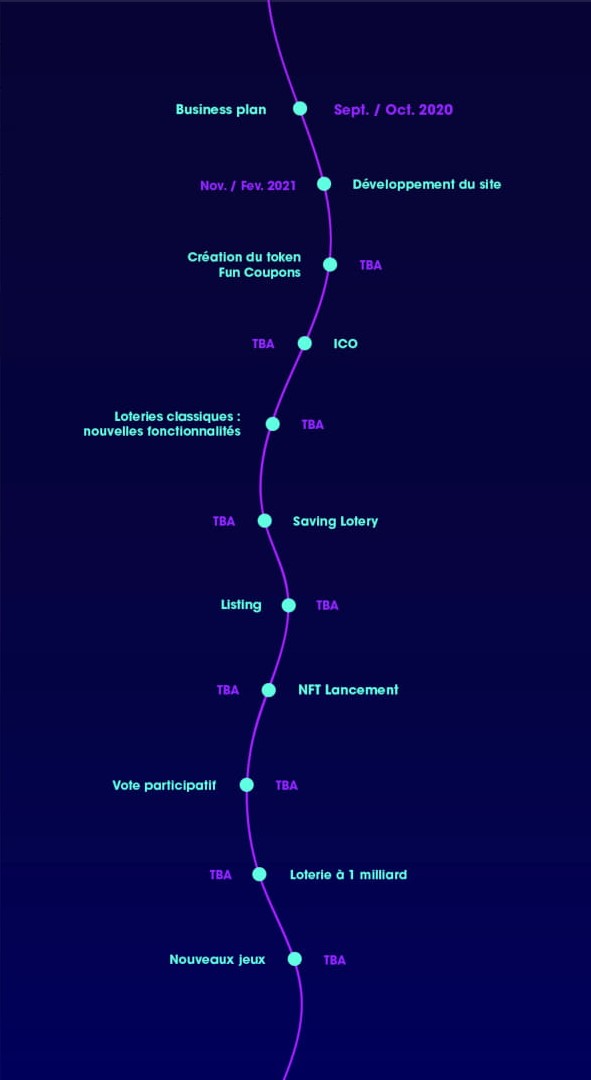 Business plan
Sept. / Oct. 2020
Nov. / Fev. 2021
Développement du site
Création du token
Fun Coupons
TBA
TBA
ICO
Loteries classiques :
nouvelles fonctionnalités
TBA
TBA
Saving Lotery
Listing
TBA
TBA
NFT Lancement
Vote participatif
TBA
TBA
Loterie à 1 milliard
Nouveaux jeux
TBA